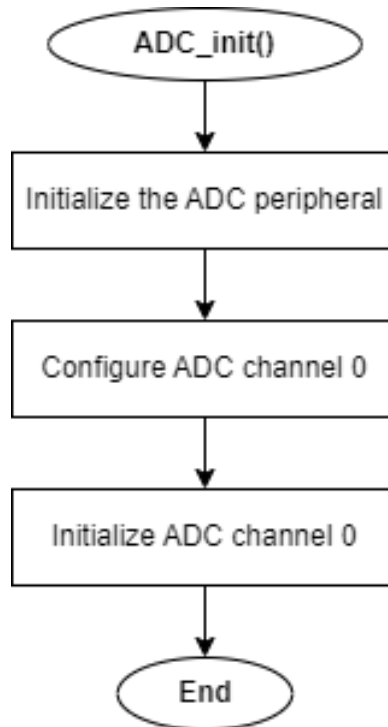 ADC_init()
Initialize the ADC peripheral
Configure ADC channel 0
Initialize ADC channel 0
End